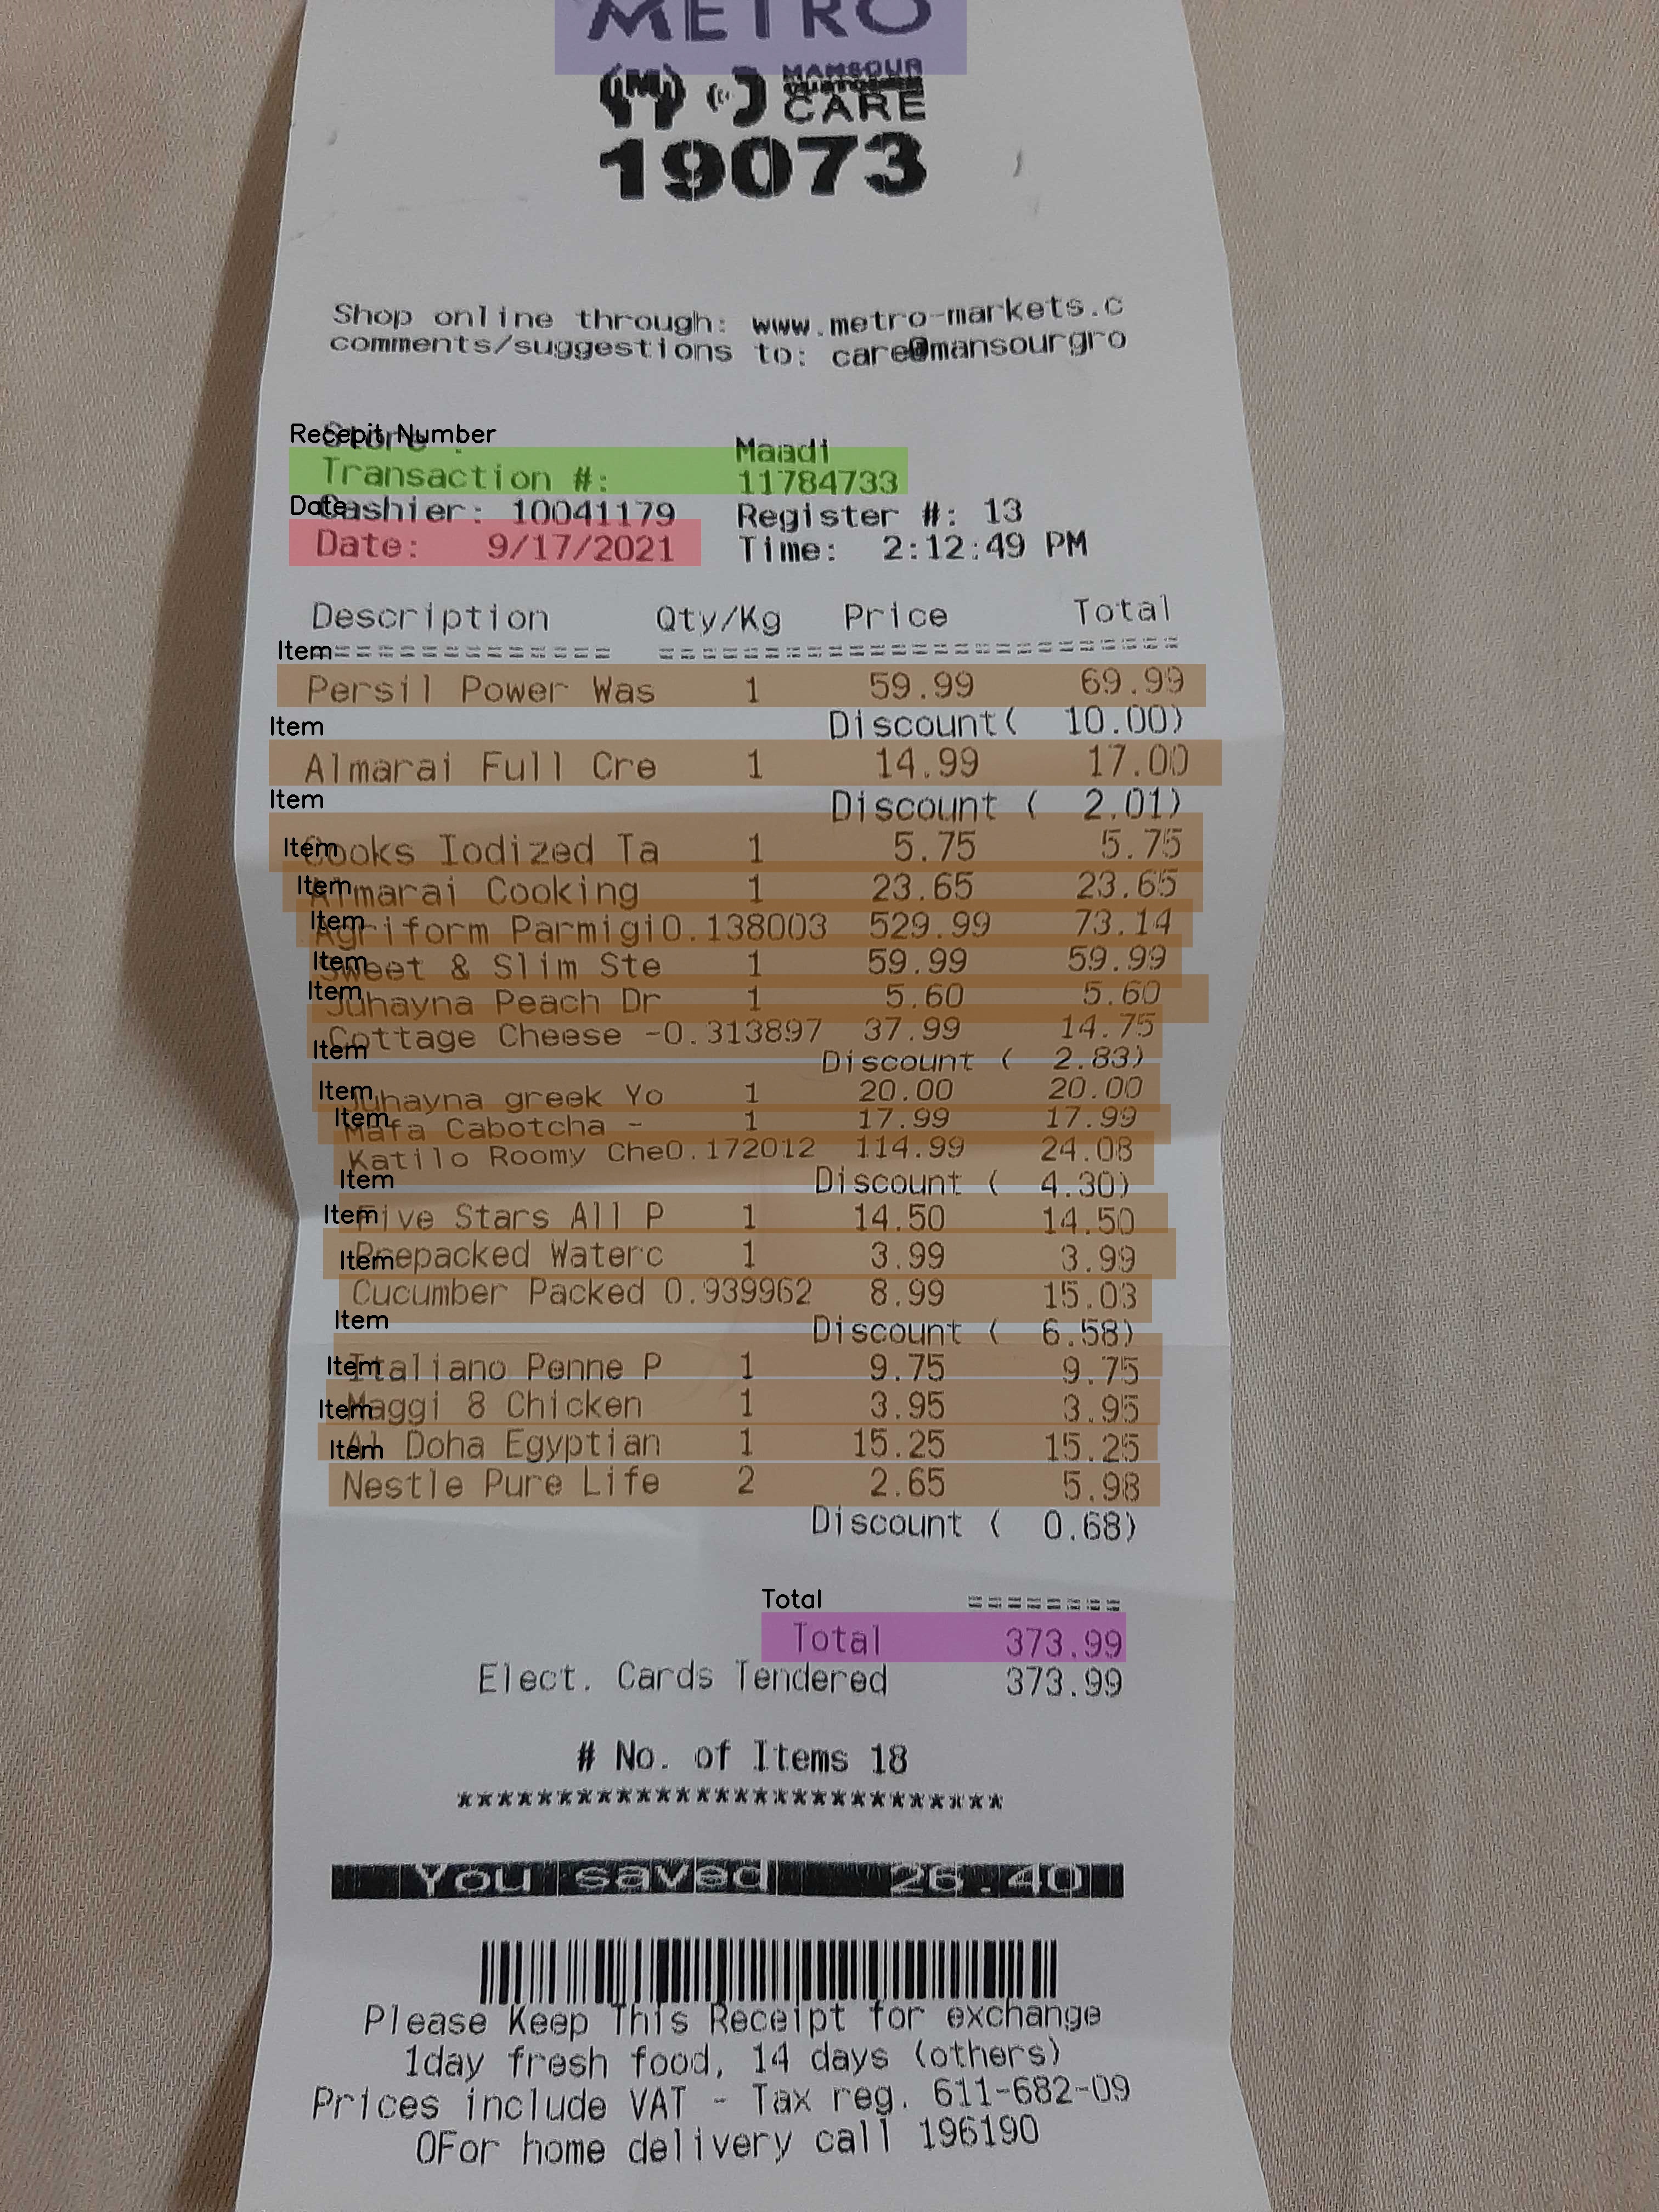 METRO
MANSOUR
CUSTOMER
CARE
19073
Shop online through: www.metro-markets.c
comments/suggestions to: care@mansourgro
Recepit Number
Store : Maadi
Transaction #: 11784733
Date
Cashier: 10041179 Register #: 13
Date: 9/17/2021 Time: 2:12:49 PM
Description Qty/Kg Price Total
Item
Persil Power Was 1 59.99 69.99
Discount( 10.00)
Item
Almarai Full Cre 1 14.99 17.00
Item
Discount ( 2.01)
Item
Cooks Iodized Ta 1 5.75 5.75
Item
Almarai Cooking 1 23.65 23.65
Item
Agriform Parmigi0.138003 529.99 73.14
Item
Sweet & Slim Ste 1 59.99 59.99
Item
Juhayna Peach Dr 1 5.60 5.60
Cottage Cheese -0.313897 37.99 14.75
Item
Discount ( 2.83)
Item
Juhayna greek Yo 1 20.00 20.00
Item
Mafa Cabotcha - 1 17.99 17.99
Katilo Roomy Che0.172012 114.99 24.08
Item
Discount ( 4.30)
Item
Five Stars All P 1 14.50 14.50
Item
Prepacked Waterc 1 3.99 3.99
Cucumber Packed 0.939962 8.99 15.03
Item
Discount ( 6.58)
Item
Italiano Penne P 1 9.75 9.75
Item
Maggi 8 Chicken 1 3.95 3.95
Item
Al Doha Egyptian 1 15.25 15.25
Nestle Pure Life 2 2.65 5.98
Discount ( 0.68)
Total
Total 373.99
Elect. Cards Tendered 373.99
# No. of Items 18
***************************
You saved 26.40
Please Keep This Receipt for exchange
1day fresh food, 14 days (others)
Prices include VAT - Tax reg. 611-682-09
0For home delivery call 196190